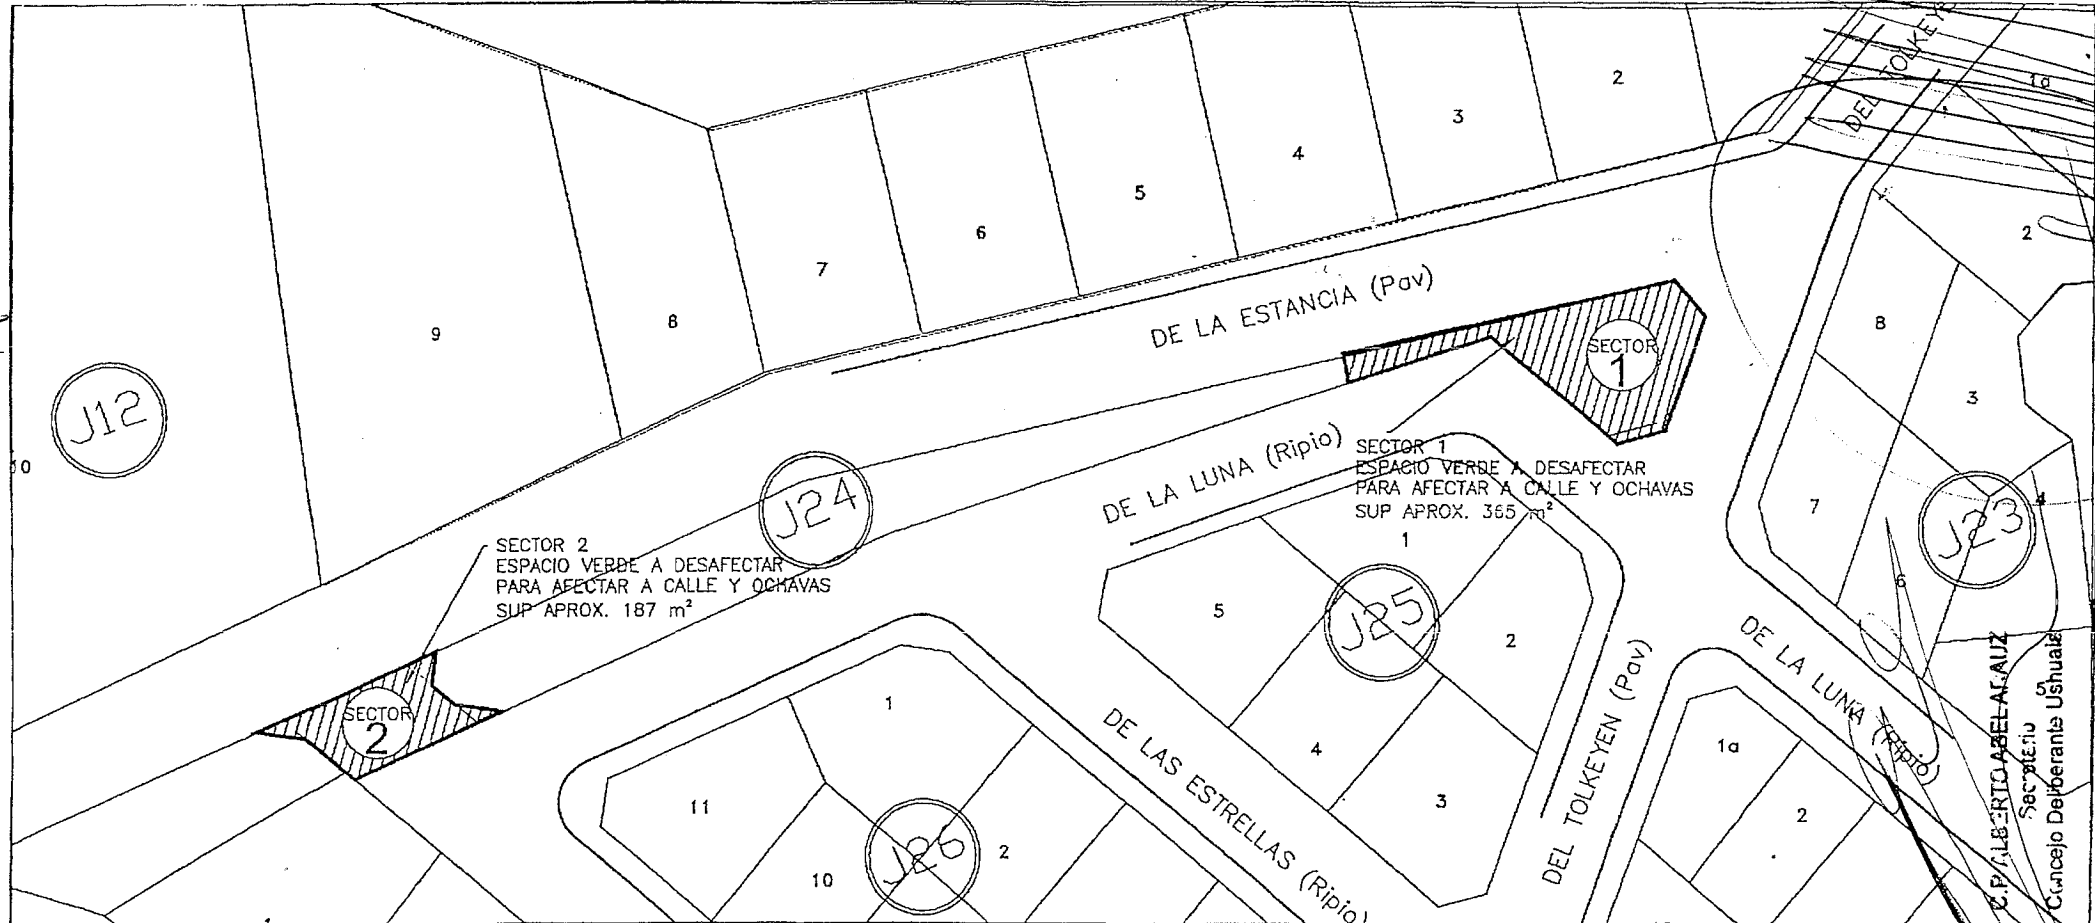 DEL TOLKEY
1a
2
3
4
5
6
7
8
9
2
DE LA ESTANCIA (Pav)
8
3
SECTOR
1
J12
J24
DE LA LUNA (Ripio)
SECTOR 1
ESPACIO VERDE A DESAFECTAR
PARA AFECTAR A CALLE Y OCHAVAS
SUP APROX. 365 m²
7
J23
4
6
5
SECTOR 2
ESPACIO VERDE A DESAFECTAR
PARA AFECTAR A CALLE Y OCHAVAS
SUP APROX. 187 m²
1
J25
5
2
4
3
SECTOR
2
1
11
J26
10
2
DE LAS ESTRELLAS (Ripio)
DEL TOLKEYEN (Pav)
DE LA LUNA (Ripio)
1a
2
C.P. ALBERTO ABEL ARAUZ
Secretario
Concejo Deliberante Ushuaia